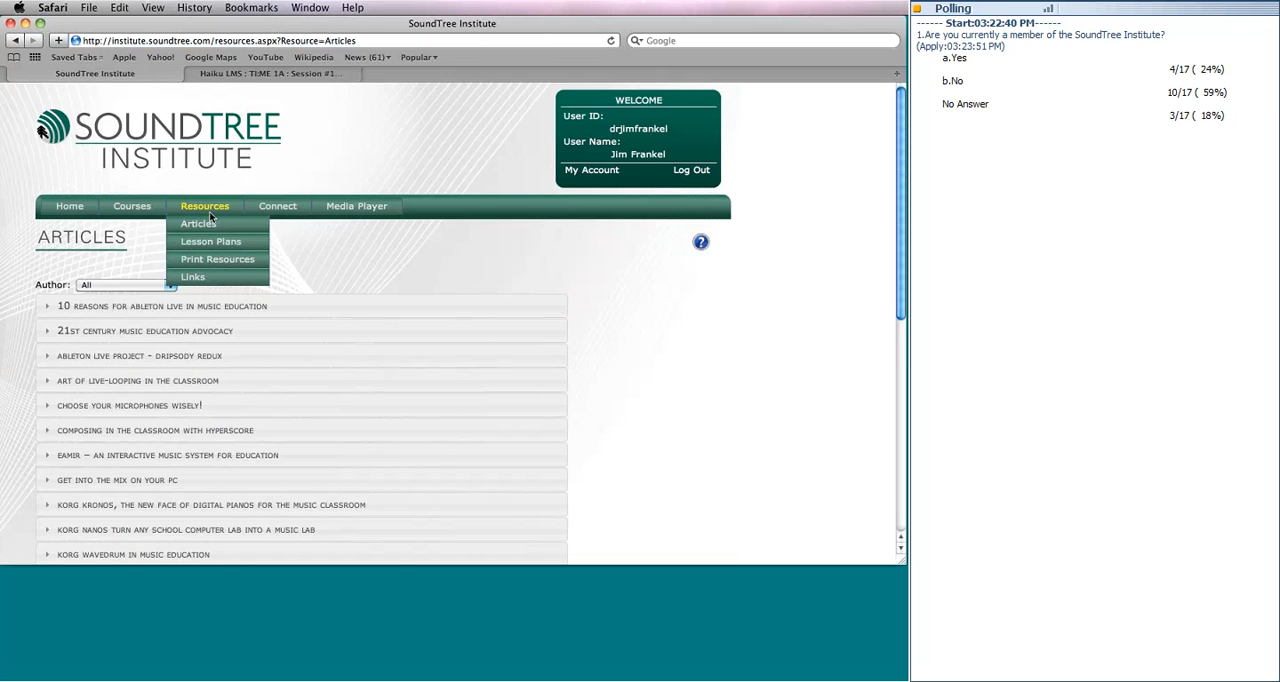 Safari File Edit View History Bookmarks Window Help
SoundTree Institute
http://institute.soundtree.com/resources.aspx?Resource=Articles
Google
Saved Tabs Apple Yahoo! Google Maps YouTube Wikipedia News (61) Popular
SoundTree Institute
Haiku LMS : TI:ME 1A : Session #1...
SOUNDTREE
INSTITUTE
WELCOME
User ID:
drjimfrankel
User Name:
Jim Frankel
My Account Log Out
Home Courses Resources Connect Media Player
Articles
Lesson Plans
Print Resources
Links
ARTICLES
?
Author: All
10 REASONS FOR ABLETON LIVE IN MUSIC EDUCATION
21ST CENTURY MUSIC EDUCATION ADVOCACY
ABLETON LIVE PROJECT - DRIPSODY REDUX
ART OF LIVE-LOOPING IN THE CLASSROOM
CHOOSE YOUR MICROPHONES WISELY!
COMPOSING IN THE CLASSROOM WITH HYPERSCORE
EAMIR – AN INTERACTIVE MUSIC SYSTEM FOR EDUCATION
GET INTO THE MIX ON YOUR PC
KORG KRONOS, THE NEW FACE OF DIGITAL PIANOS FOR THE MUSIC CLASSROOM
KORG NANOS TURN ANY SCHOOL COMPUTER LAB INTO A MUSIC LAB
KORG WAVEDRUM IN MUSIC EDUCATION
Polling
------ Start:03:22:40 PM------
1.Are you currently a member of the SoundTree Institute?
(Apply:03:23:51 PM)
a.Yes
4/17 ( 24%)
b.No
10/17 ( 59%)
No Answer
3/17 ( 18%)